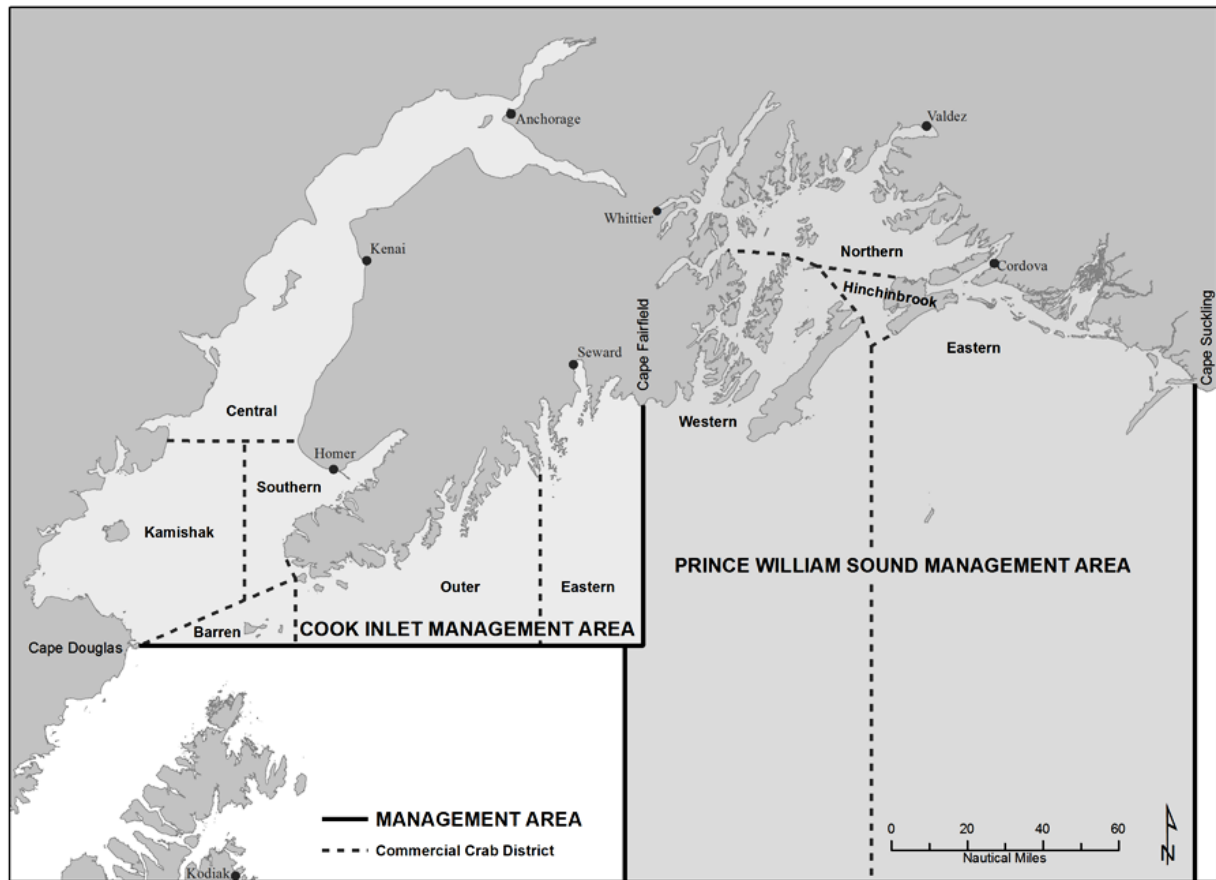 Anchorage
Valdez
Whittier
Kenai
Northern
Cordova
Hinchinbrook
Cape Fairfield
Cape Suckling
Seward
Eastern
Central
Western
Homer
Southern
Kamishak
PRINCE WILLIAM SOUND MANAGEMENT AREA
Outer
Eastern
Barren
COOK INLET MANAGEMENT AREA
Cape Douglas
MANAGEMENT AREA
Commercial Crab District
0 20 40 60
Nautical Miles
N
Kodiak